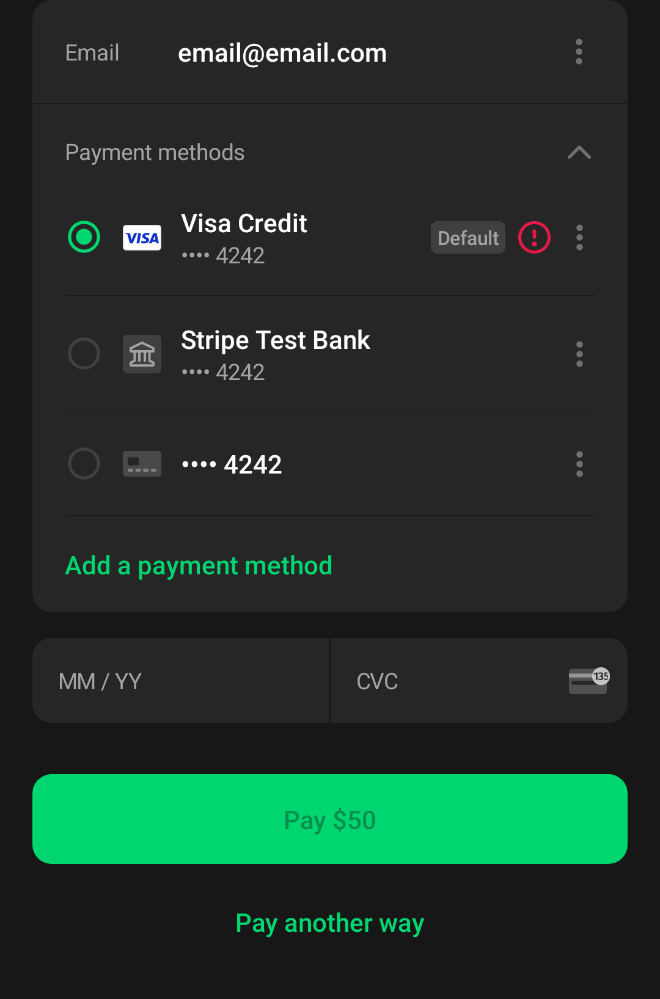 Email email@email.com
Payment methods
VISA Visa Credit Default
•••• 4242
Stripe Test Bank
•••• 4242
•••• 4242
Add a payment method
MM / YY CVC 135
Pay $50
Pay another way